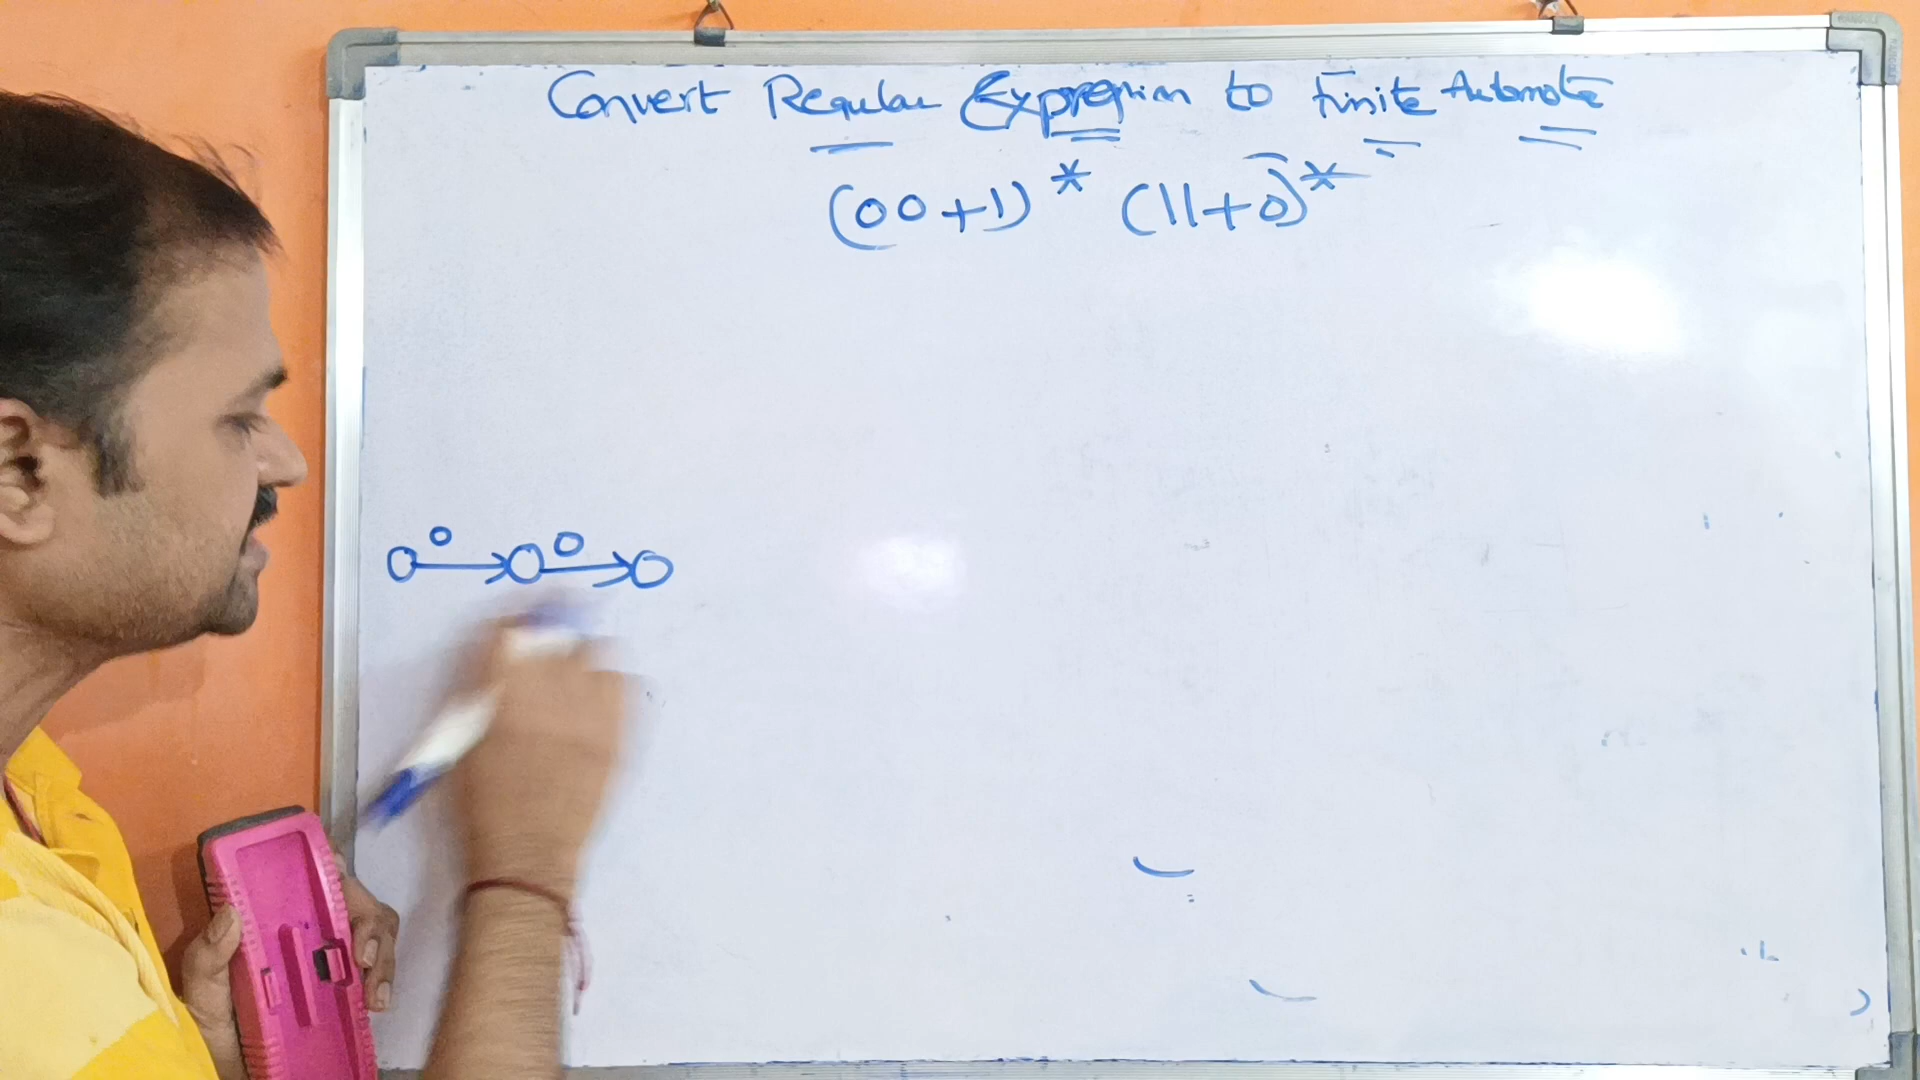 Convert Regular Expression to Finite Automata
(00+1)* (11+0)*
0 0